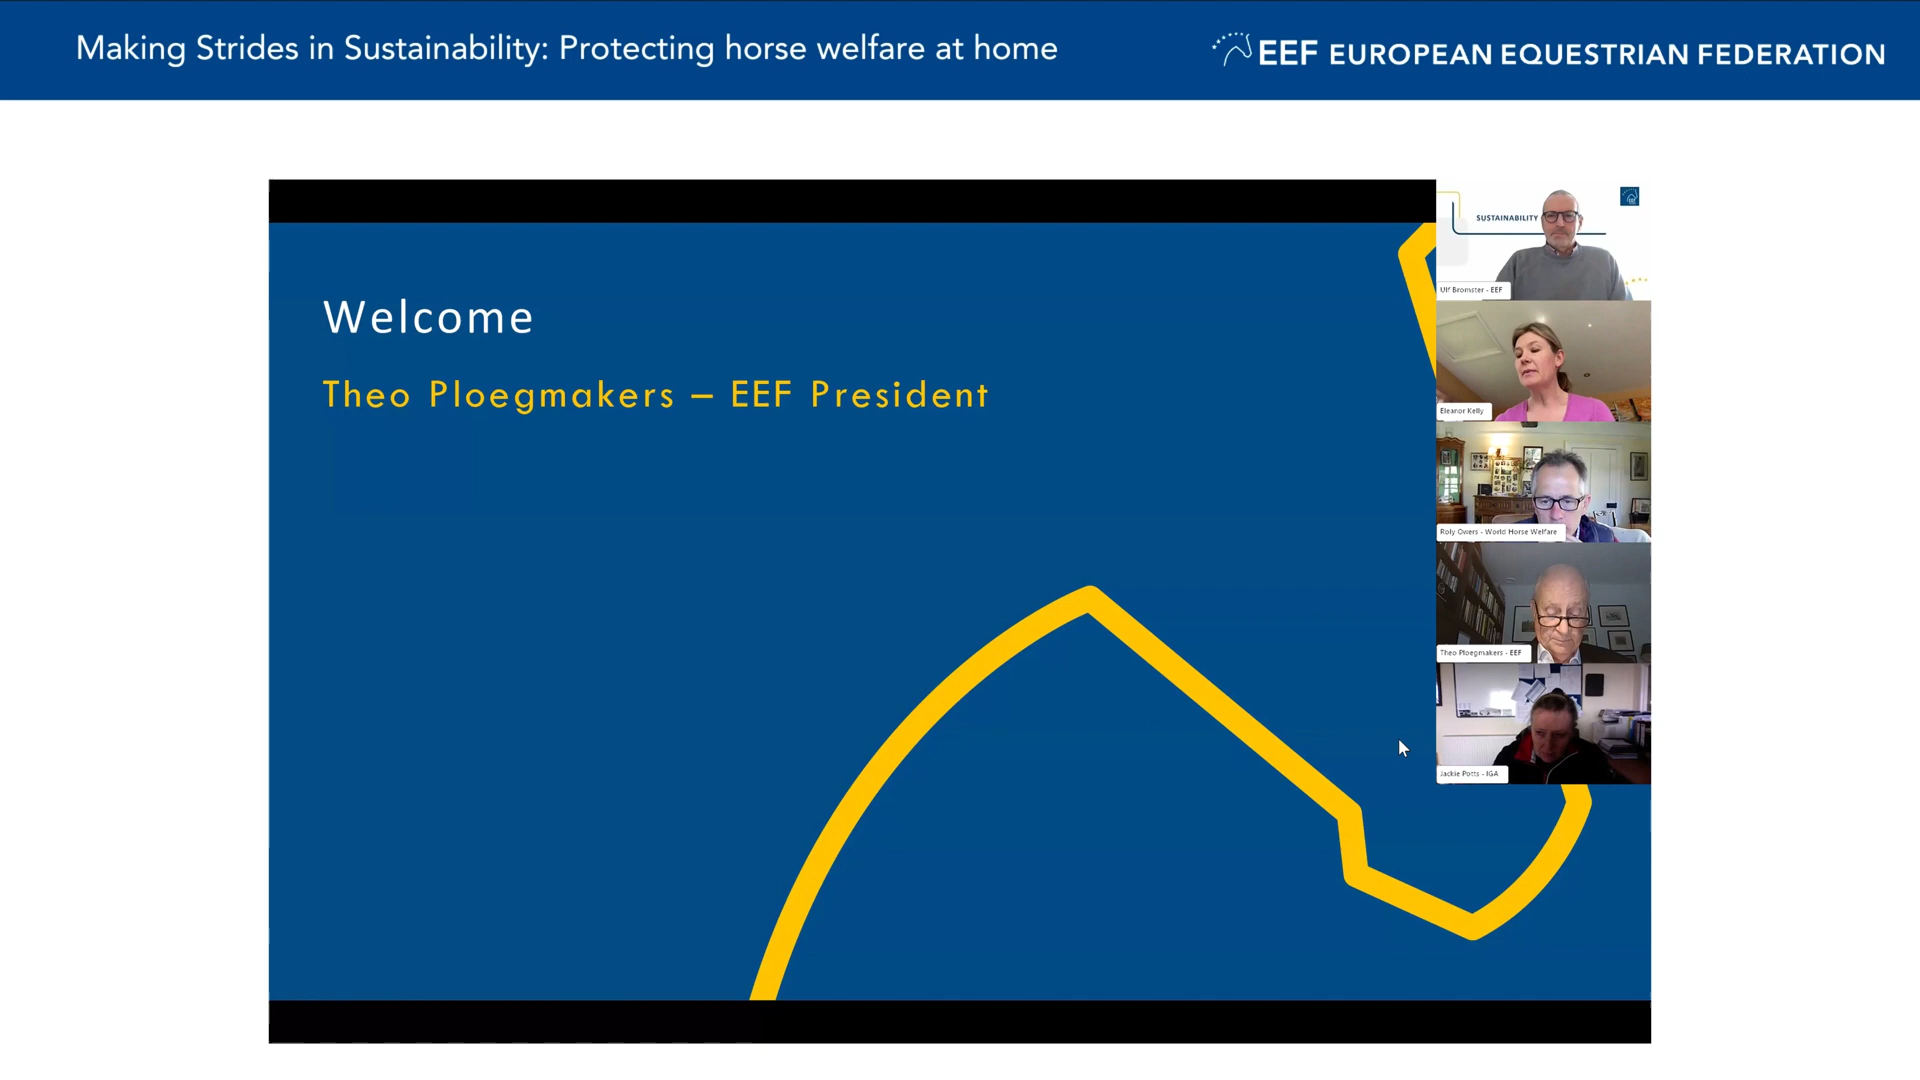 Making Strides in Sustainability: Protecting horse welfare at home
EEF EUROPEAN EQUESTRIAN FEDERATION
Welcome
Theo Ploegmakers – EEF President
SUSTAINABILITY
Ulf Bromster - EEF
Eleanor Kelly
Roly Owers - World Horse Welfare
Theo Ploegmakers - EEF
Jackie Potts - IGA